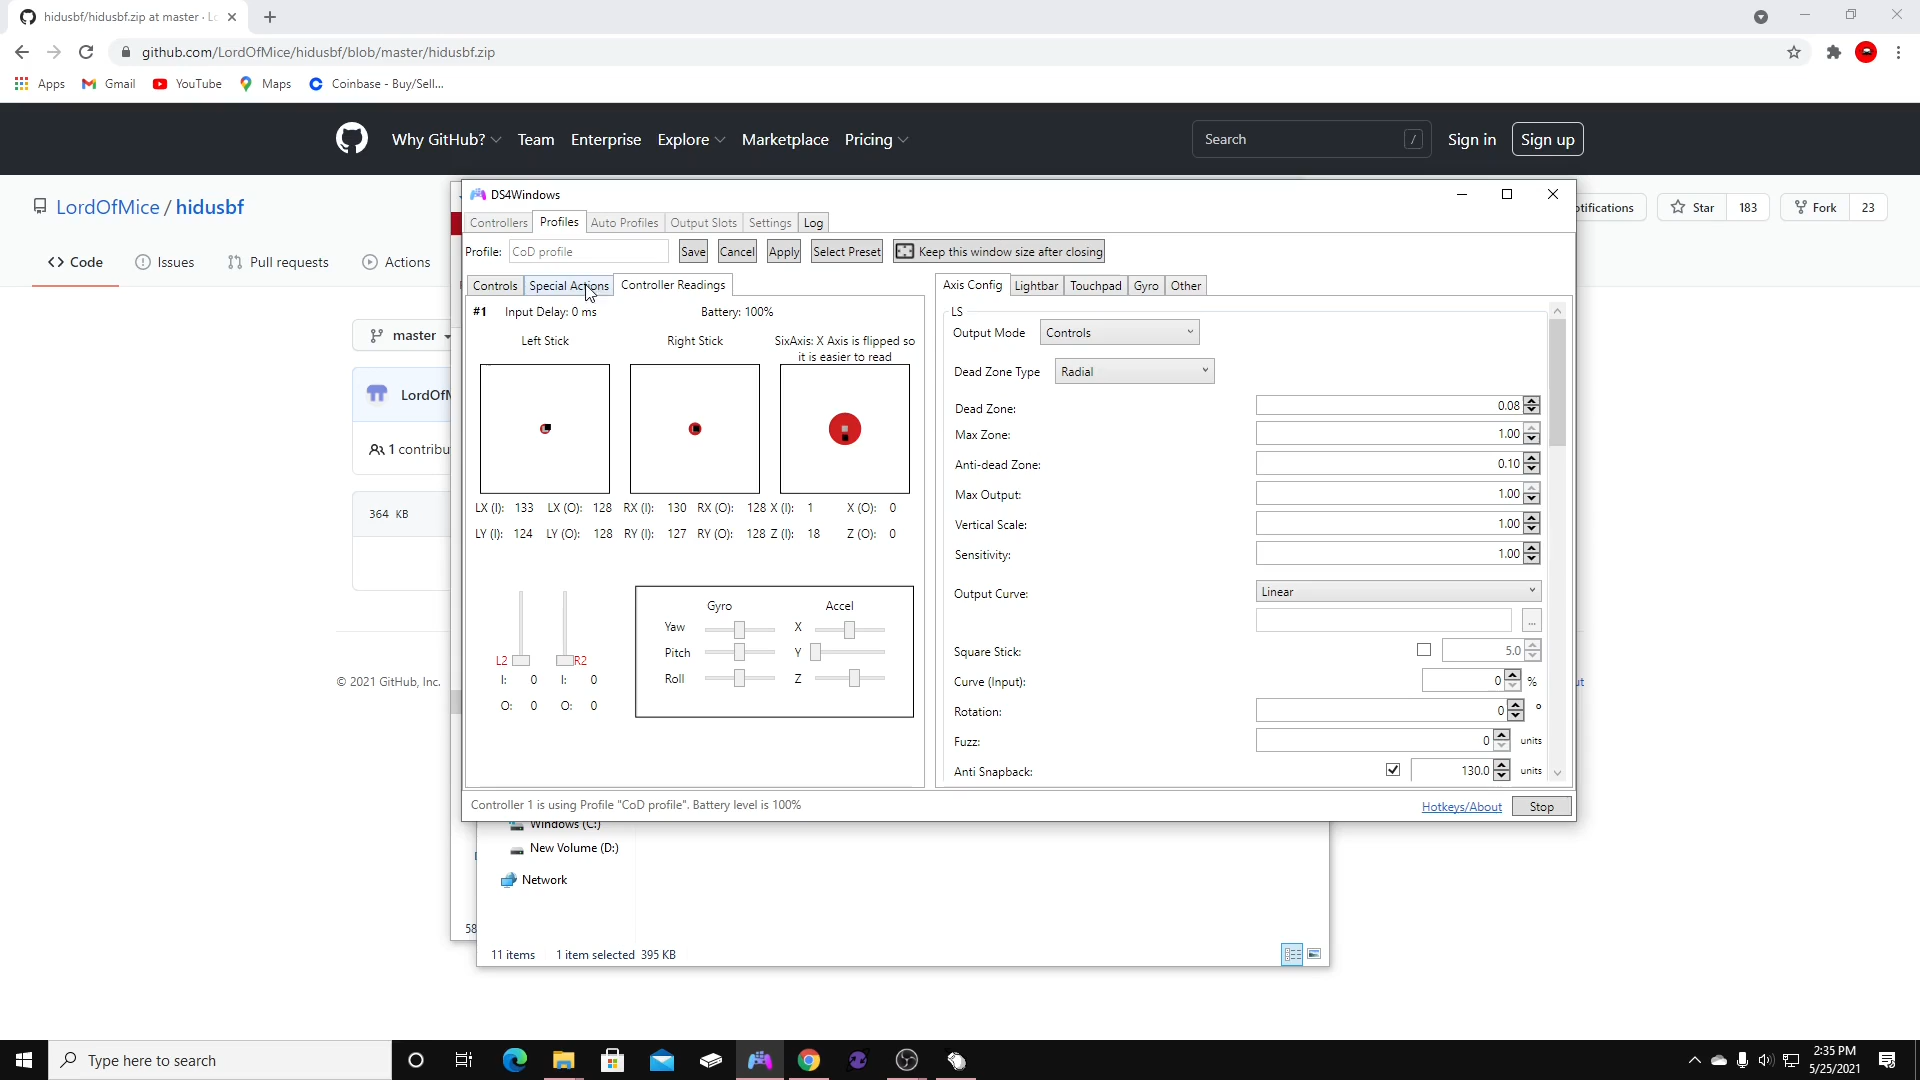 hidusbf/hidusbf.zip at master · Lo
github.com/LordOfMice/hidusbf/blob/master/hidusbf.zip
Apps Gmail YouTube Maps Coinbase - Buy/Sell...
Why GitHub? Team Enterprise Explore Marketplace Pricing Search / Sign in Sign up
LordOfMice / hidusbf
Star 183 Fork 23
<> Code Issues Pull requests Actions
master
LordOfM
1 contribu
364 KB
© 2021 GitHub, Inc.
DS4Windows
Controllers Profiles Auto Profiles Output Slots Settings Log
Profile: CoD profile Save Cancel Apply Select Preset Keep this window size after closing
Controls Special Actions Controller Readings
#1 Input Delay: 0 ms Battery: 100%
Left Stick Right Stick SixAxis: X Axis is flipped so
it is easier to read
LX (I): 133 LX (O): 128 RX (I): 130 RX (O): 128 X (I): 1 X (O): 0
LY (I): 124 LY (O): 128 RY (I): 127 RY (O): 128 Z (I): 18 Z (O): 0
L2 R2
I: 0 I: 0
O: 0 O: 0
Gyro Accel
Yaw X
Pitch Y
Roll Z
Axis Config Lightbar Touchpad Gyro Other
LS
Output Mode Controls
Dead Zone Type Radial
Dead Zone: 0.08
Max Zone: 1.00
Anti-dead Zone: 0.10
Max Output: 1.00
Vertical Scale: 1.00
Sensitivity: 1.00
Output Curve: Linear
...
Square Stick: 5.0
Curve (Input): 0 %
Rotation: 0 °
Fuzz: 0 units
Anti Snapback: 130.0 units
Controller 1 is using Profile "CoD profile". Battery level is 100% Hotkeys/About Stop
Windows (C:)
New Volume (D:)
Network
58
11 items 1 item selected 395 KB
Type here to search
2:35 PM
5/25/2021